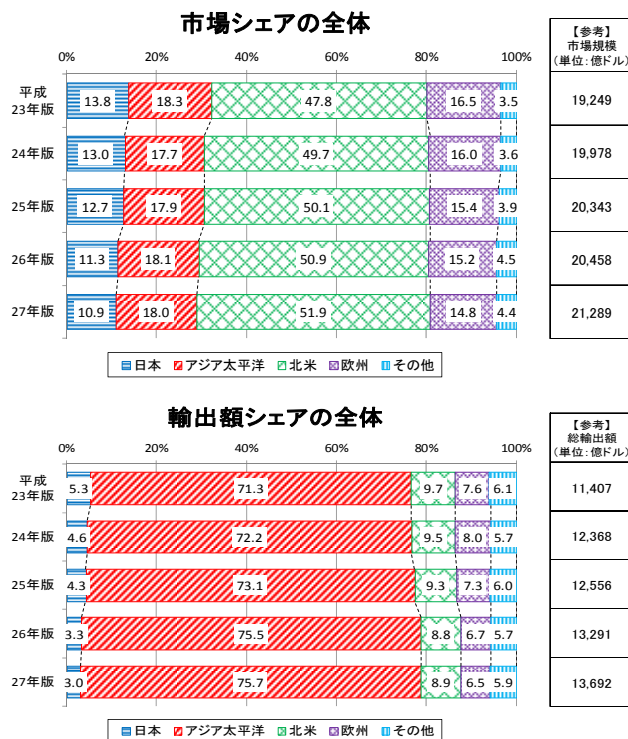 市場シェアの全体
【参考】
市場規模
(単位:億ドル)
0% 20% 40% 60% 80% 100%
平成
23年版 13.8 18.3 47.8 16.5 3.5 19,249
24年版 13.0 17.7 49.7 16.0 3.6 19,978
25年版 12.7 17.9 50.1 15.4 3.9 20,343
26年版 11.3 18.1 50.9 15.2 4.5 20,458
27年版 10.9 18.0 51.9 14.8 4.4 21,289
日本 アジア太平洋 北米 欧州 その他
輸出額シェアの全体
【参考】
総輸出額
(単位:億ドル)
0% 20% 40% 60% 80% 100%
平成
23年版 5.3 71.3 9.7 7.6 6.1 11,407
24年版 4.6 72.2 9.5 8.0 5.7 12,368
25年版 4.3 73.1 9.3 7.3 6.0 12,556
26年版 3.3 75.5 8.8 6.7 5.7 13,291
27年版 3.0 75.7 8.9 6.5 5.9 13,692
日本 アジア太平洋 北米 欧州 その他